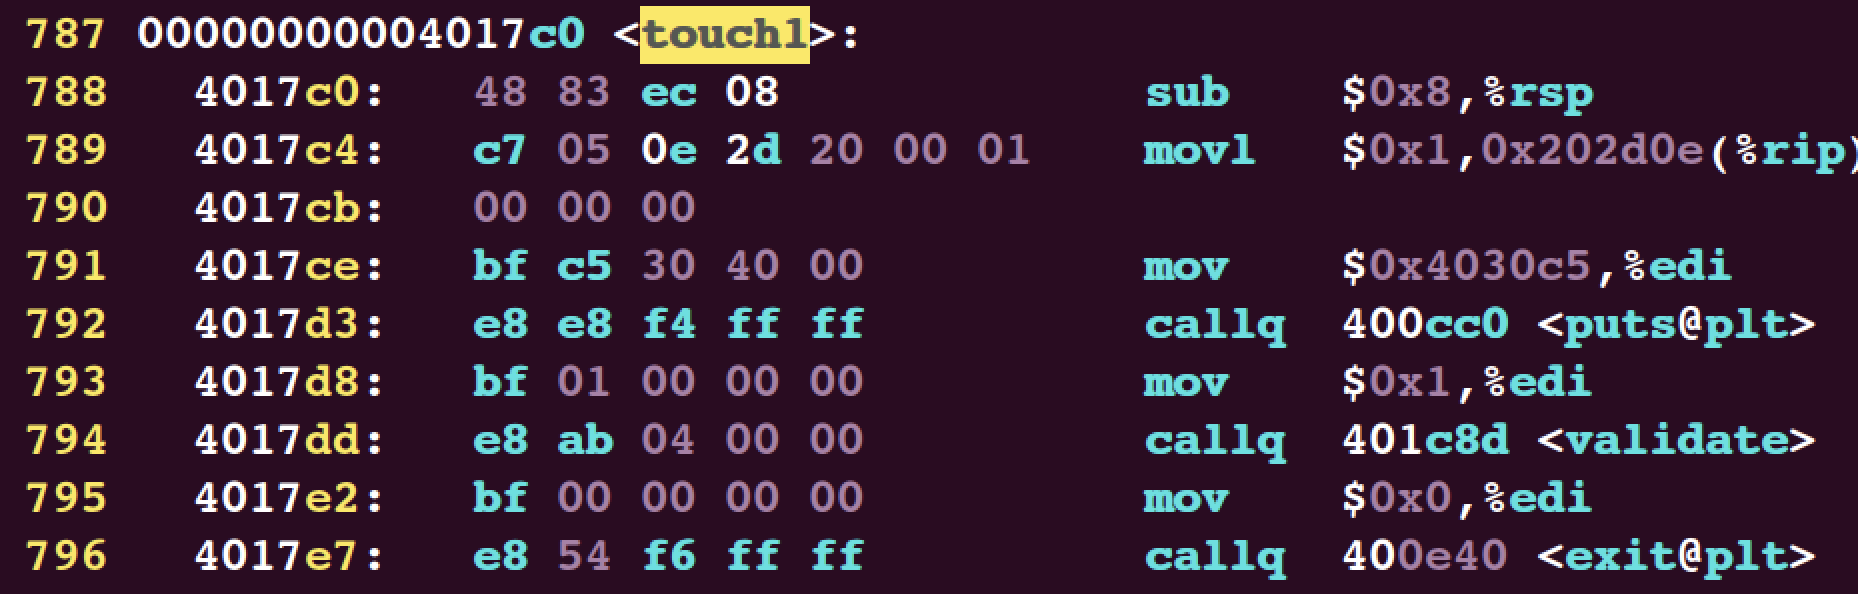 787 00000000004017c0 <touch1>:
788   4017c0:   48 83 ec 08             sub    $0x8,%rsp
789   4017c4:   c7 05 0e 2d 20 00 01    movl   $0x1,0x202d0e(%rip)
790   4017cb:   00 00 00
791   4017ce:   bf c5 30 40 00          mov    $0x4030c5,%edi
792   4017d3:   e8 e8 f4 ff ff          callq  400cc0 <puts@plt>
793   4017d8:   bf 01 00 00 00          mov    $0x1,%edi
794   4017dd:   e8 ab 04 00 00          callq  401c8d <validate>
795   4017e2:   bf 00 00 00 00          mov    $0x0,%edi
796   4017e7:   e8 54 f6 ff ff          callq  400e40 <exit@plt>